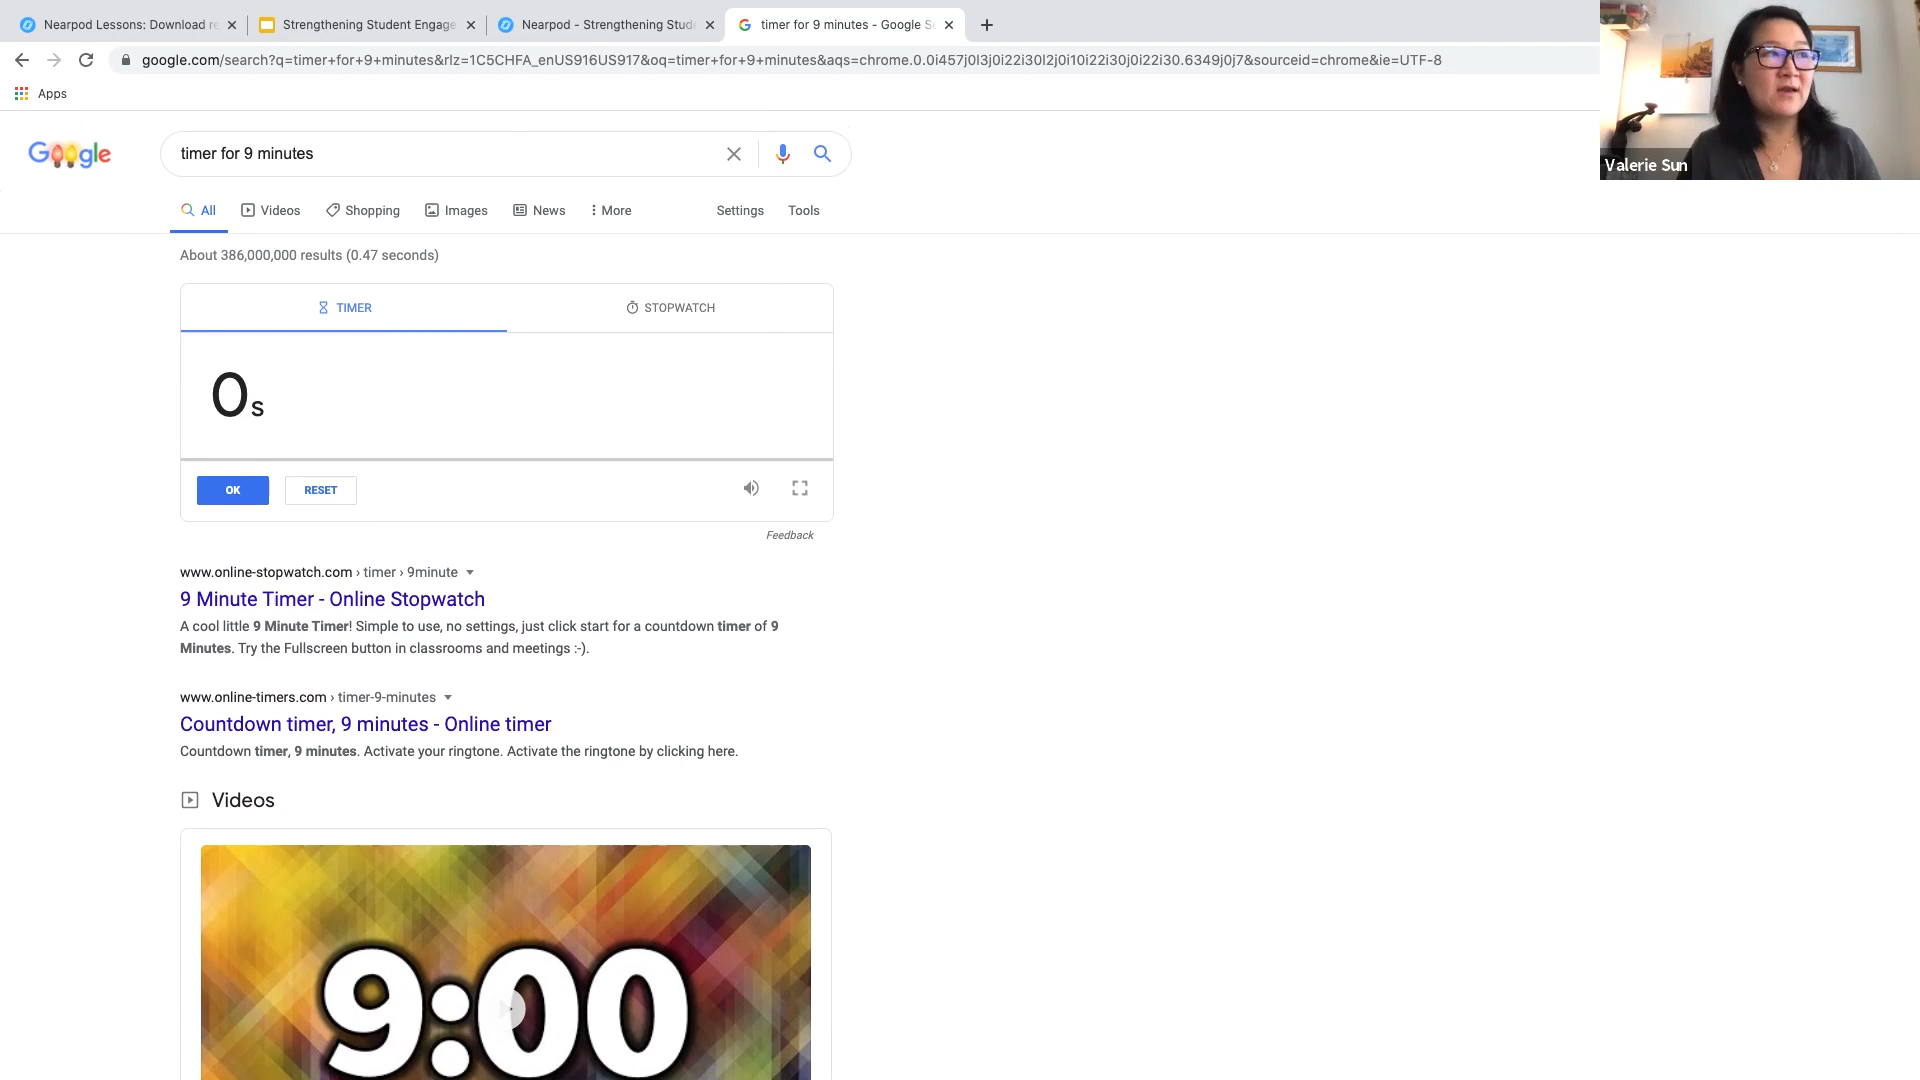 Nearpod Lessons: Download re
Strengthening Student Engage
Nearpod - Strengthening Stude
timer for 9 minutes - Google Se
google.com/search?q=timer+for+9+minutes&rlz=1C5CHFA_enUS916US917&oq=timer+for+9+minutes&aqs=chrome.0.0i457j0l3j0i22i30l2j0i10i22i30j0i22i30.6349j0j7&sourceid=chrome&ie=UTF-8
Apps
Valerie Sun
Google
timer for 9 minutes
All
Videos
Shopping
Images
News
More
Settings
Tools
About 386,000,000 results (0.47 seconds)
TIMER
STOPWATCH
0s
OK
RESET
Feedback
www.online-stopwatch.com › timer › 9minute
9 Minute Timer - Online Stopwatch
A cool little 9 Minute Timer! Simple to use, no settings, just click start for a countdown timer of 9
Minutes. Try the Fullscreen button in classrooms and meetings :-).
www.online-timers.com › timer-9-minutes
Countdown timer, 9 minutes - Online timer
Countdown timer, 9 minutes. Activate your ringtone. Activate the ringtone by clicking here.
Videos
9:00